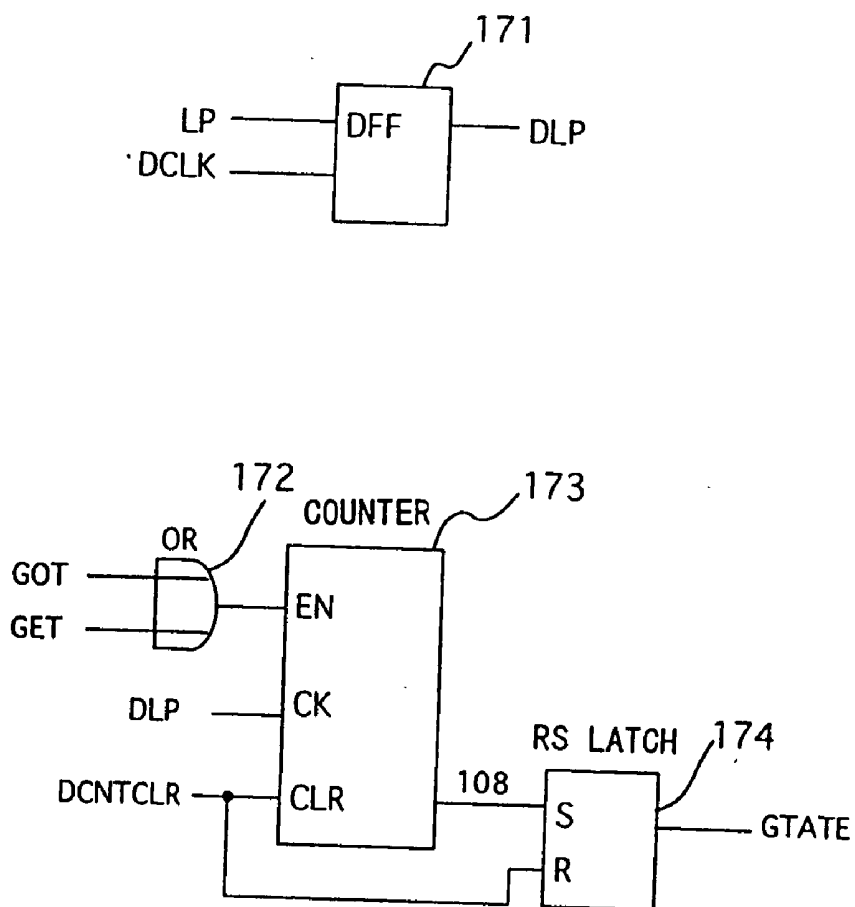 171
LP
DFF
DLP
DCLK
172
173
COUNTER
OR
GOT
EN
GET
DLP
CK
RS LATCH
174
DCNTCLR
CLR
108
S
GTATE
R